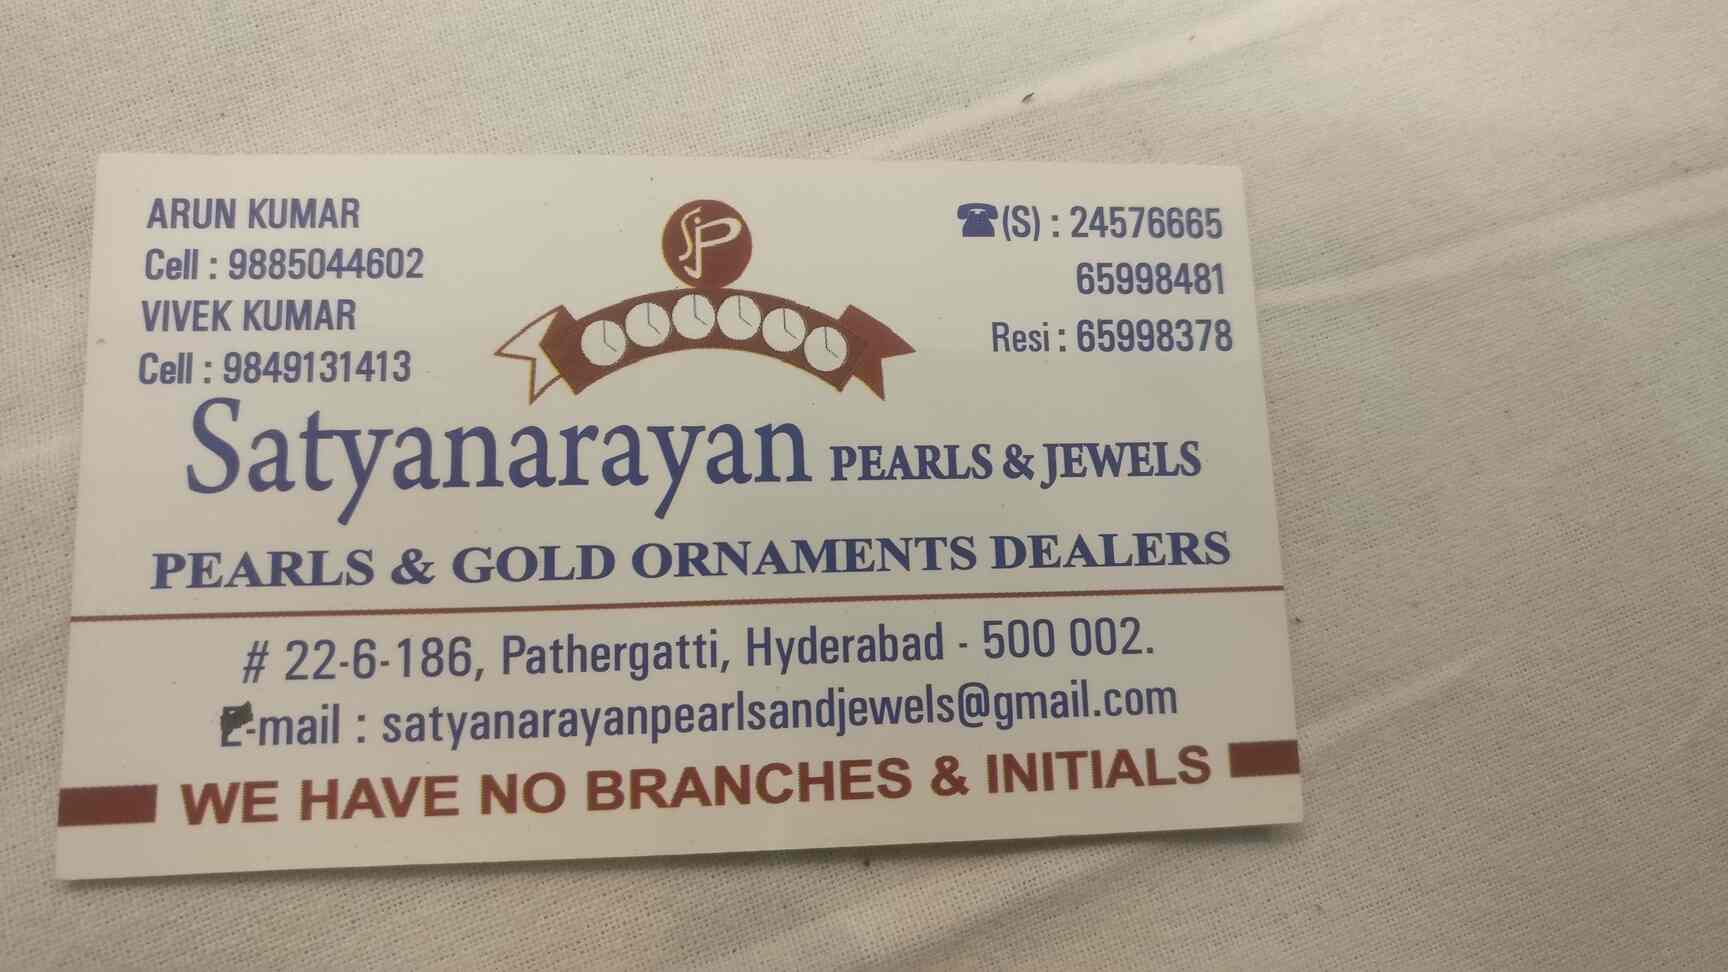 ARUN KUMAR
Cell : 9885044602
VIVEK KUMAR
Cell : 9849131413
SJP
☎(S) : 24576665
65998481
Resi : 65998378
Satyanarayan PEARLS & JEWELS
PEARLS & GOLD ORNAMENTS DEALERS
# 22-6-186, Pathergatti, Hyderabad - 500 002.
E-mail : satyanarayanpearlsandjewels@gmail.com
WE HAVE NO BRANCHES & INITIALS